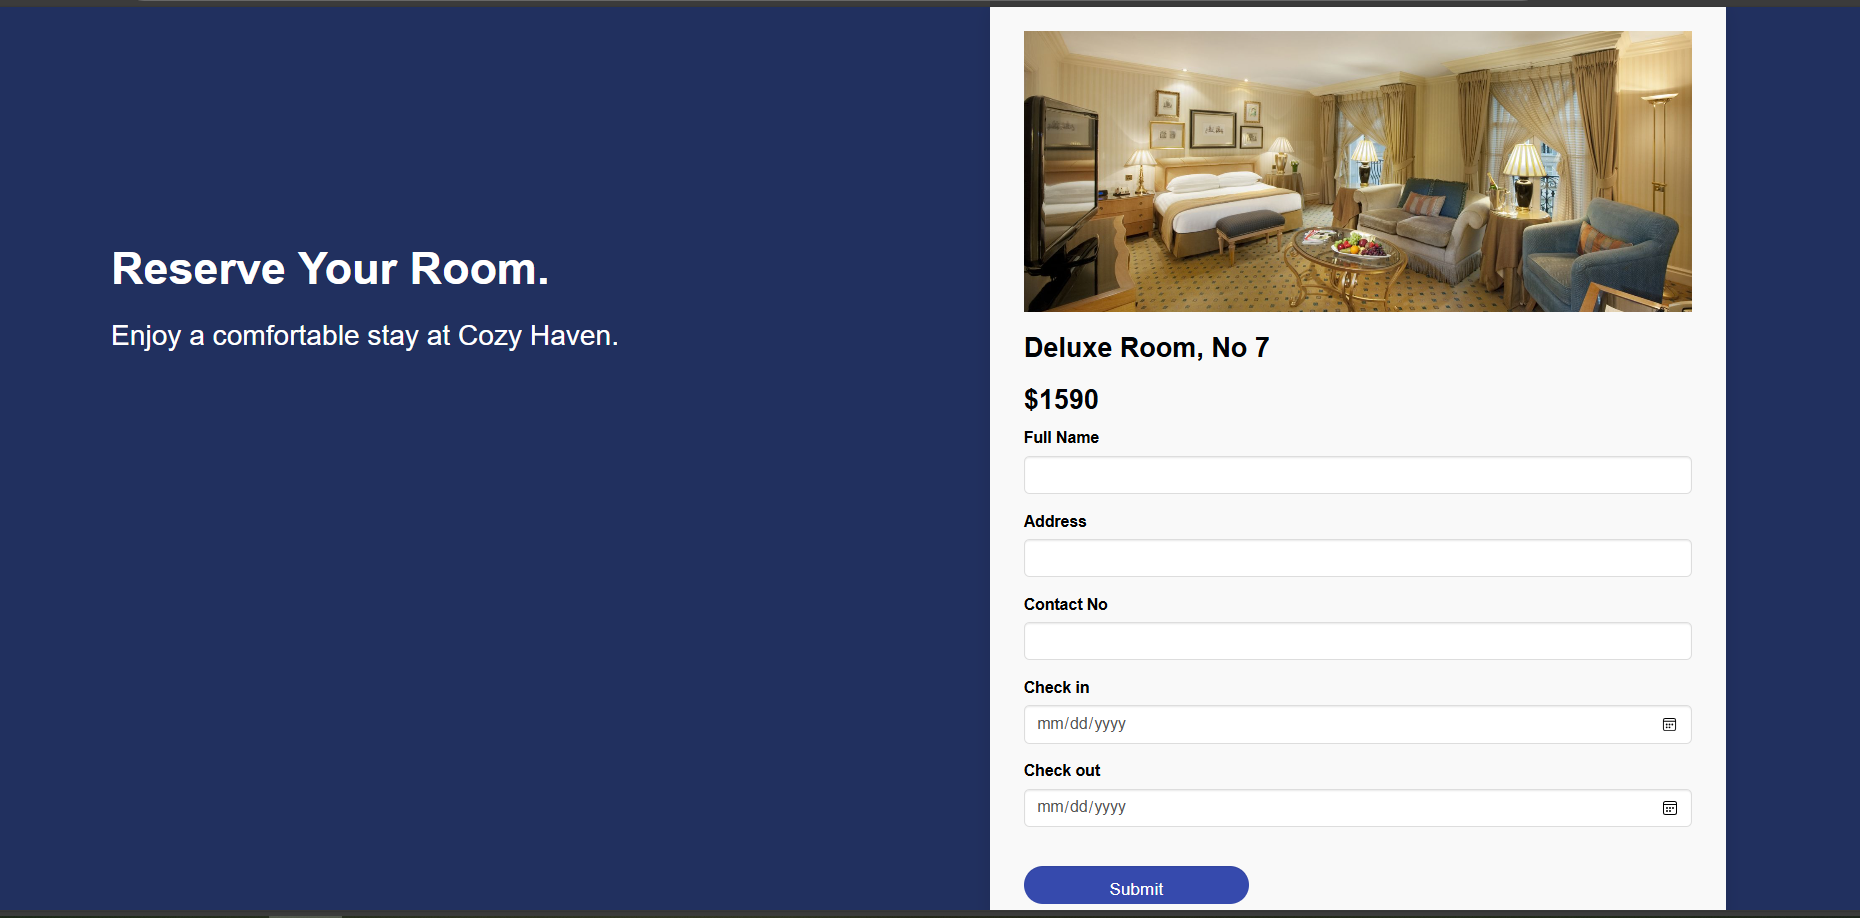 Reserve Your Room.
Enjoy a comfortable stay at Cozy Haven.
Deluxe Room, No 7
$1590
Full Name
Address
Contact No
Check in
mm/dd/yyyy
Check out
mm/dd/yyyy
Submit